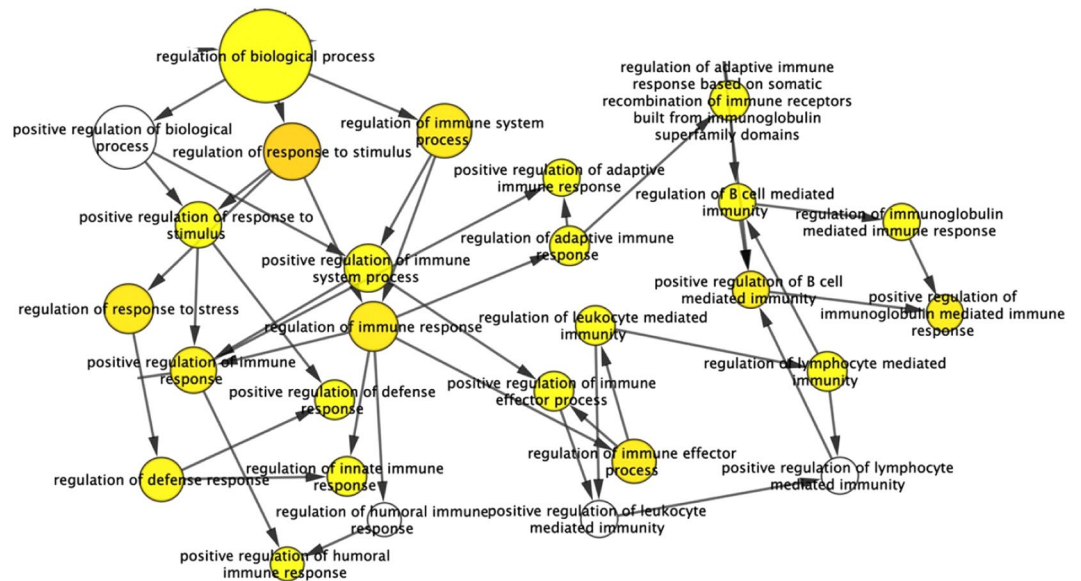 regulation of biological process
positive regulation of biological
process
regulation of response to stimulus
regulation of immune system
process
regulation of adaptive immune
response based on somatic
recombination of immune receptors
built from immunoglobulin
superfamily domains
positive regulation of adaptive
immune response
regulation of B cell mediated
immunity
regulation of immunoglobulin
mediated immune response
positive regulation of response to
stimulus
regulation of adaptive immune
response
positive regulation of immune
system process
positive regulation of B cell
mediated immunity
positive regulation of
immunoglobulin mediated immune
response
regulation of response to stress
regulation of immune response
regulation of leukocyte mediated
immunity
positive regulation of immune
response
regulation of lymphocyte mediated
immunity
positive regulation of defense
response
positive regulation of immune
effector process
regulation of defense response
regulation of innate immune
response
regulation of immune effector
process
positive regulation of lymphocyte
mediated immunity
regulation of humoral immune
response
positive regulation of leukocyte
mediated immunity
positive regulation of humoral
immune response